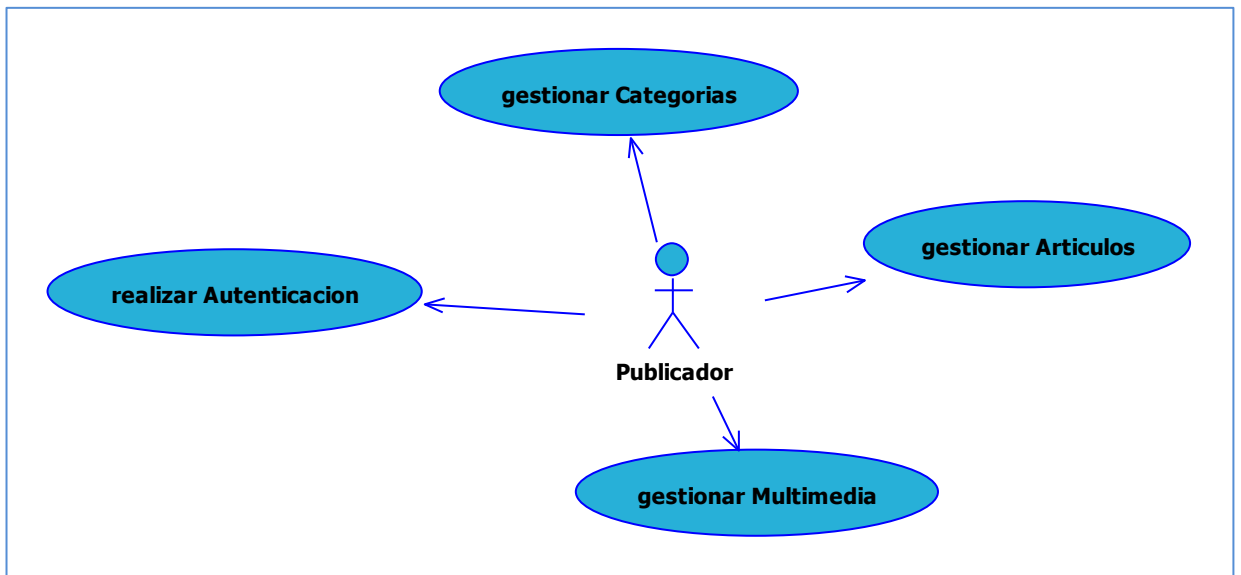 gestionar Categorias
gestionar Articulos
realizar Autenticacion
Publicador
gestionar Multimedia